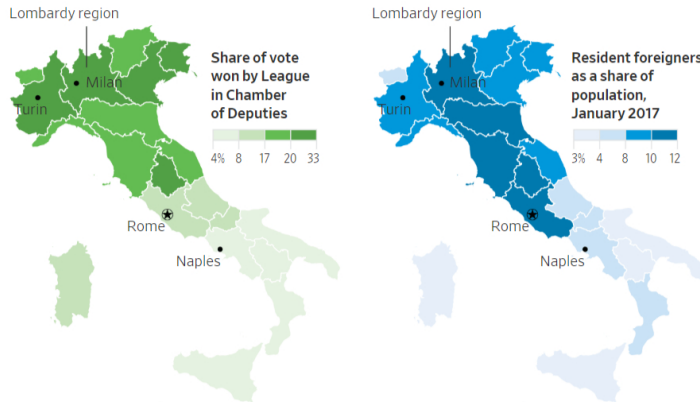 Lombardy region
Share of vote
won by League
in Chamber
of Deputies
4% 8 17 20 33
Milan
Turin
Rome
Naples
Lombardy region
Resident foreigners
as a share of
population,
January 2017
3% 4 8 10 12
Milan
Turin
Rome
Naples